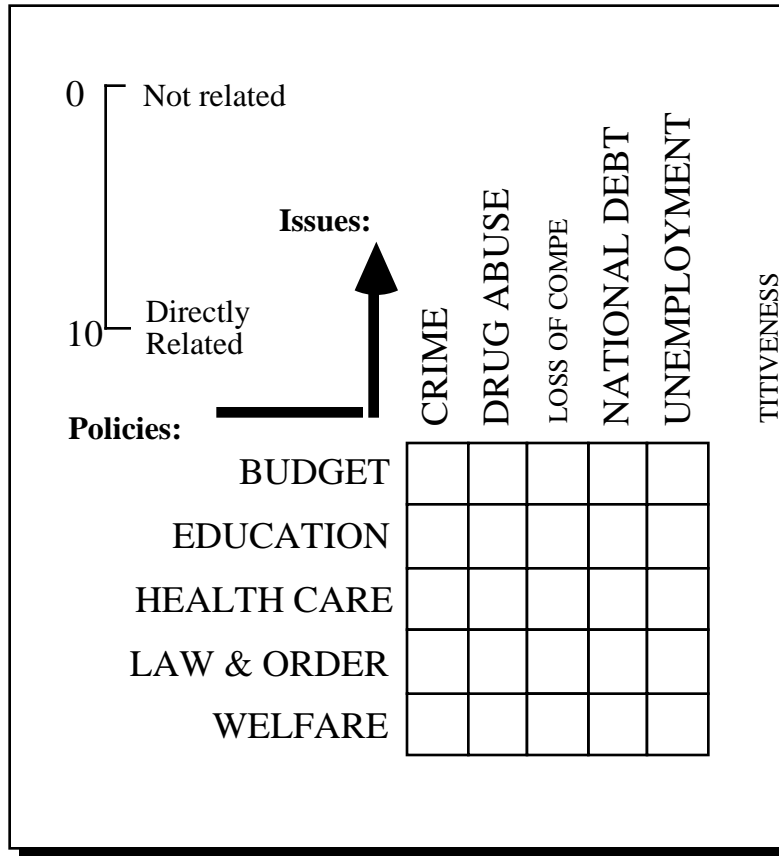 0 Not related
Issues:
10 Directly
Related
Policies:
CRIME
DRUG ABUSE
LOSS OF COMPE
NATIONAL DEBT
UNEMPLOYMENT
TITIVENESS
BUDGET
EDUCATION
HEALTH CARE
LAW & ORDER
WELFARE